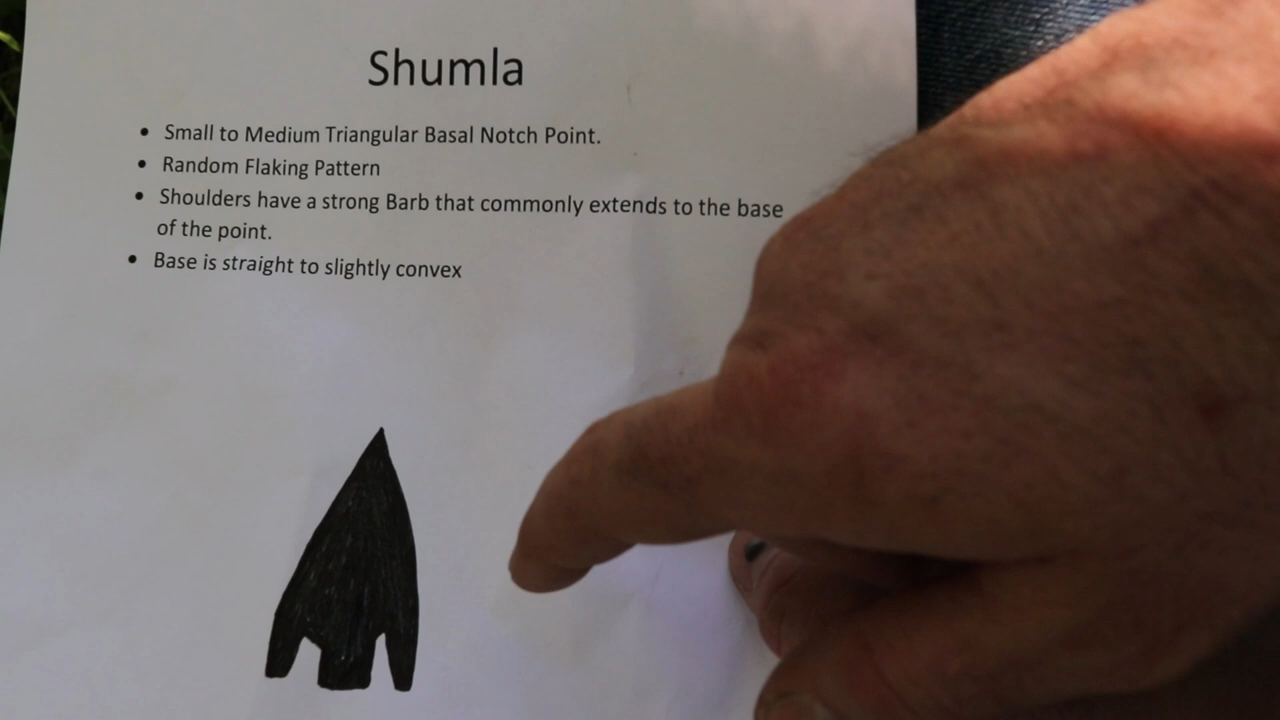 Shumla
• Small to Medium Triangular Basal Notch Point.
• Random Flaking Pattern
• Shoulders have a strong Barb that commonly extends to the base
of the point.
• Base is straight to slightly convex